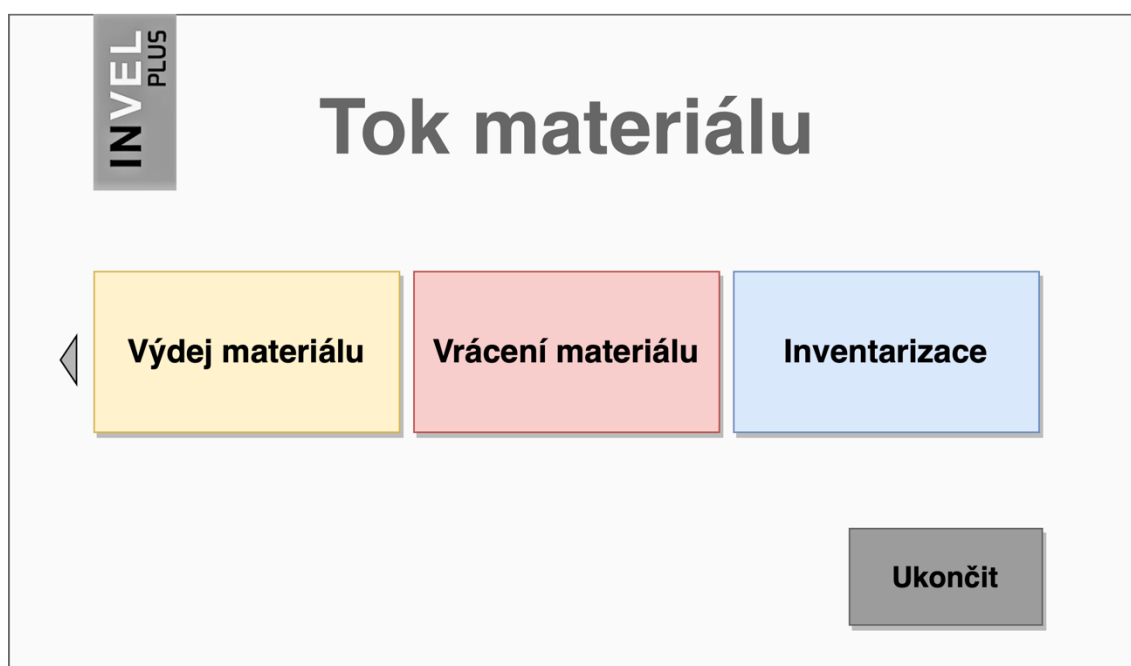 INVEL
PLUS
Tok materiálu
Výdej materiálu
Vrácení materiálu
Inventarizace
Ukončit